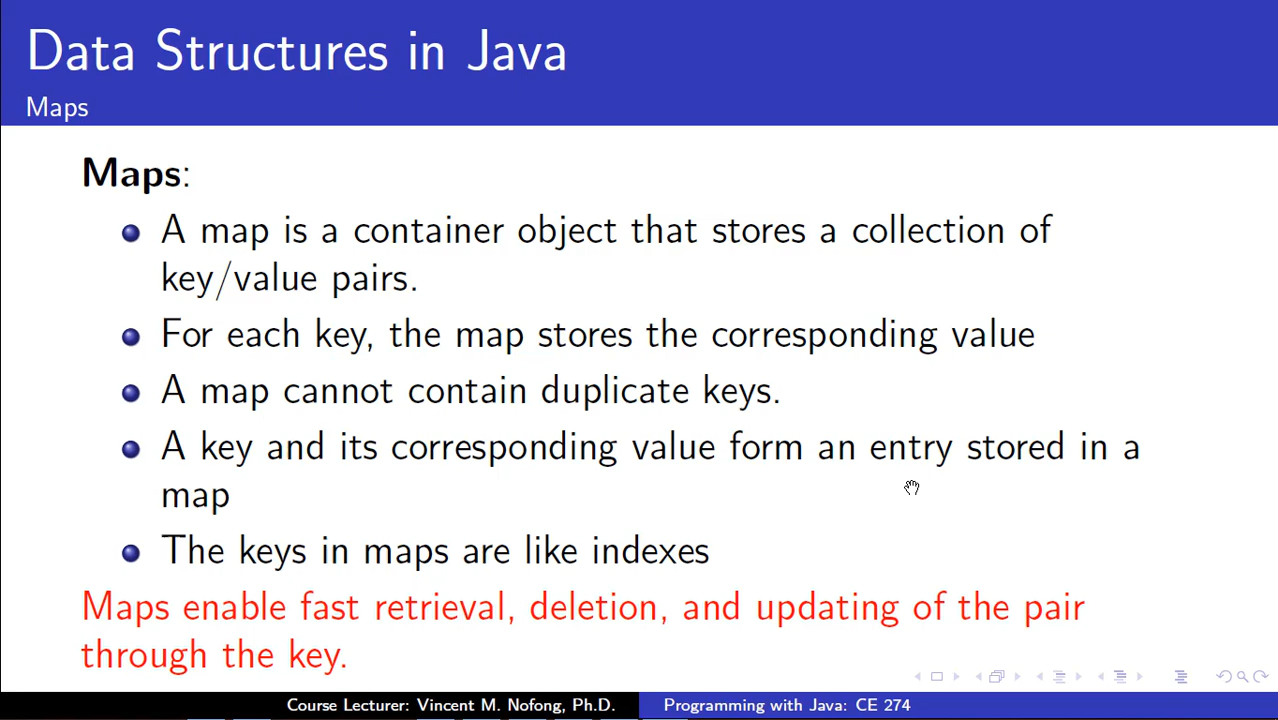 Data Structures in Java
Maps
Maps:
A map is a container object that stores a collection of
key/value pairs.
For each key, the map stores the corresponding value
A map cannot contain duplicate keys.
A key and its corresponding value form an entry stored in a
map
The keys in maps are like indexes
Maps enable fast retrieval, deletion, and updating of the pair
through the key.
Course Lecturer: Vincent M. Nofong, Ph.D. Programming with Java: CE 274